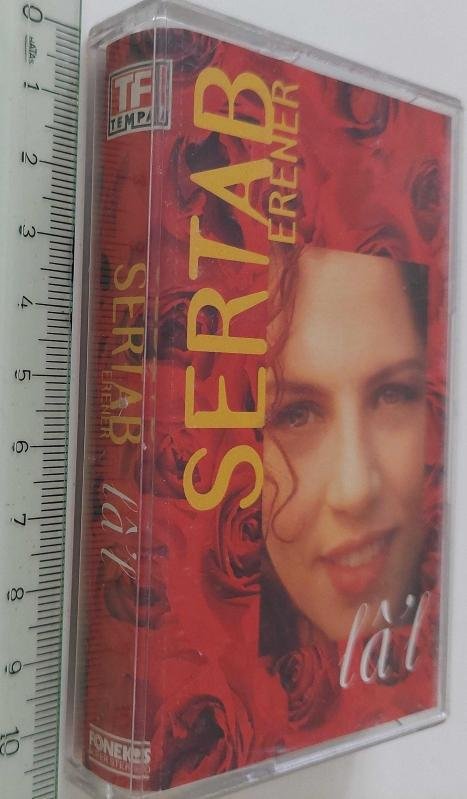 0
HATAS
1
2
3
4
5
6
7
8
9
10
TF
TEMPA
SERTAB
ERENER
lâ'l
FONEKS
SERTAB
ERENER
lâ'l